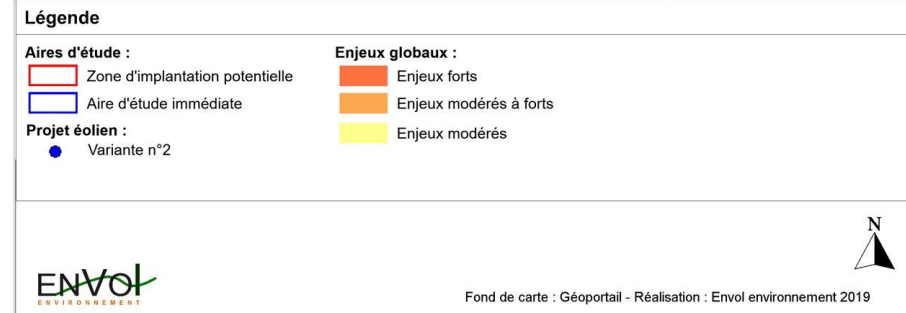 Légende
Aires d'étude :
Zone d'implantation potentielle
Aire d'étude immédiate
Projet éolien :
Variante n°2
Enjeux globaux :
Enjeux forts
Enjeux modérés à forts
Enjeux modérés
N
ENVOL
ENVIRONNEMENT
Fond de carte : Géoportail - Réalisation : Envol environnement 2019